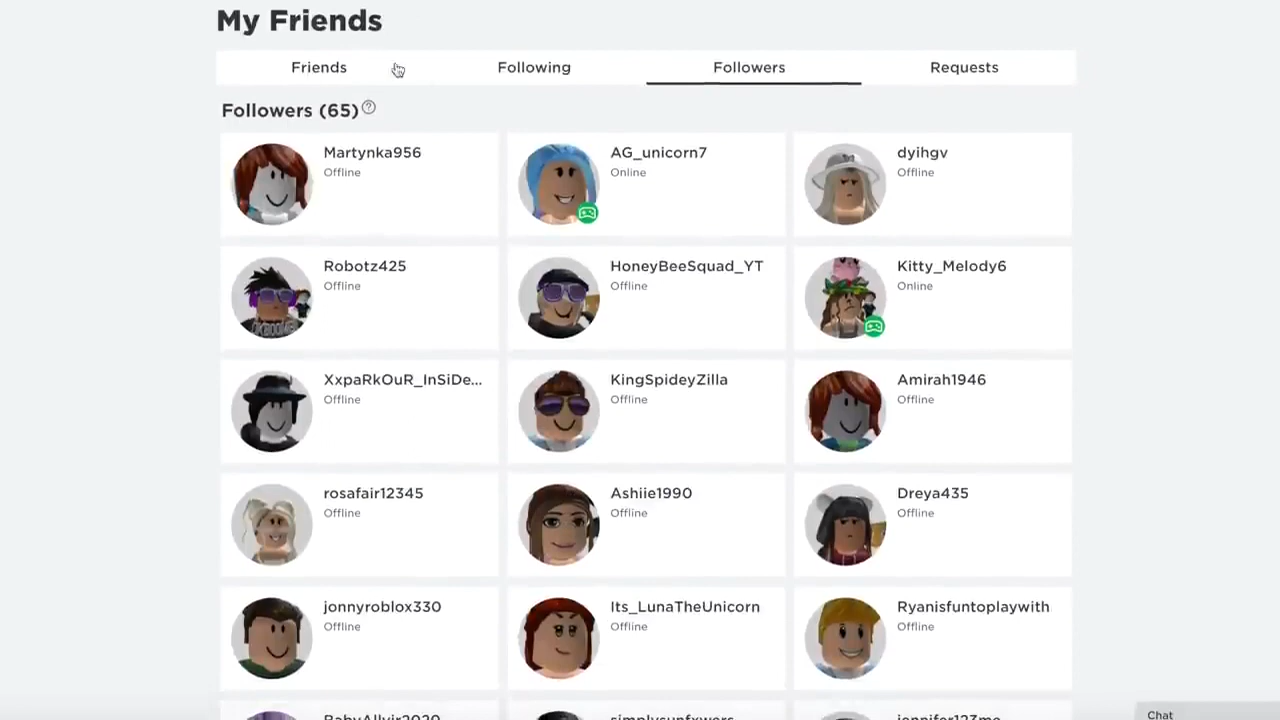 My Friends
Friends Following Followers Requests
Followers (65) ?
Martynka956 AG_unicorn7 dyihgv
Offline Online Offline
Robotz425 HoneyBeeSquad_YT Kitty_Melody6
Offline Offline Online
XxpaRkOuR_InSiDe... KingSpideyZilla Amirah1946
Offline Offline Offline
rosafair12345 Ashiie1990 Dreya435
Offline Offline Offline
jonnyroblox330 Its_LunaTheUnicorn Ryanisfuntoplaywith
Offline Offline Offline
Chat